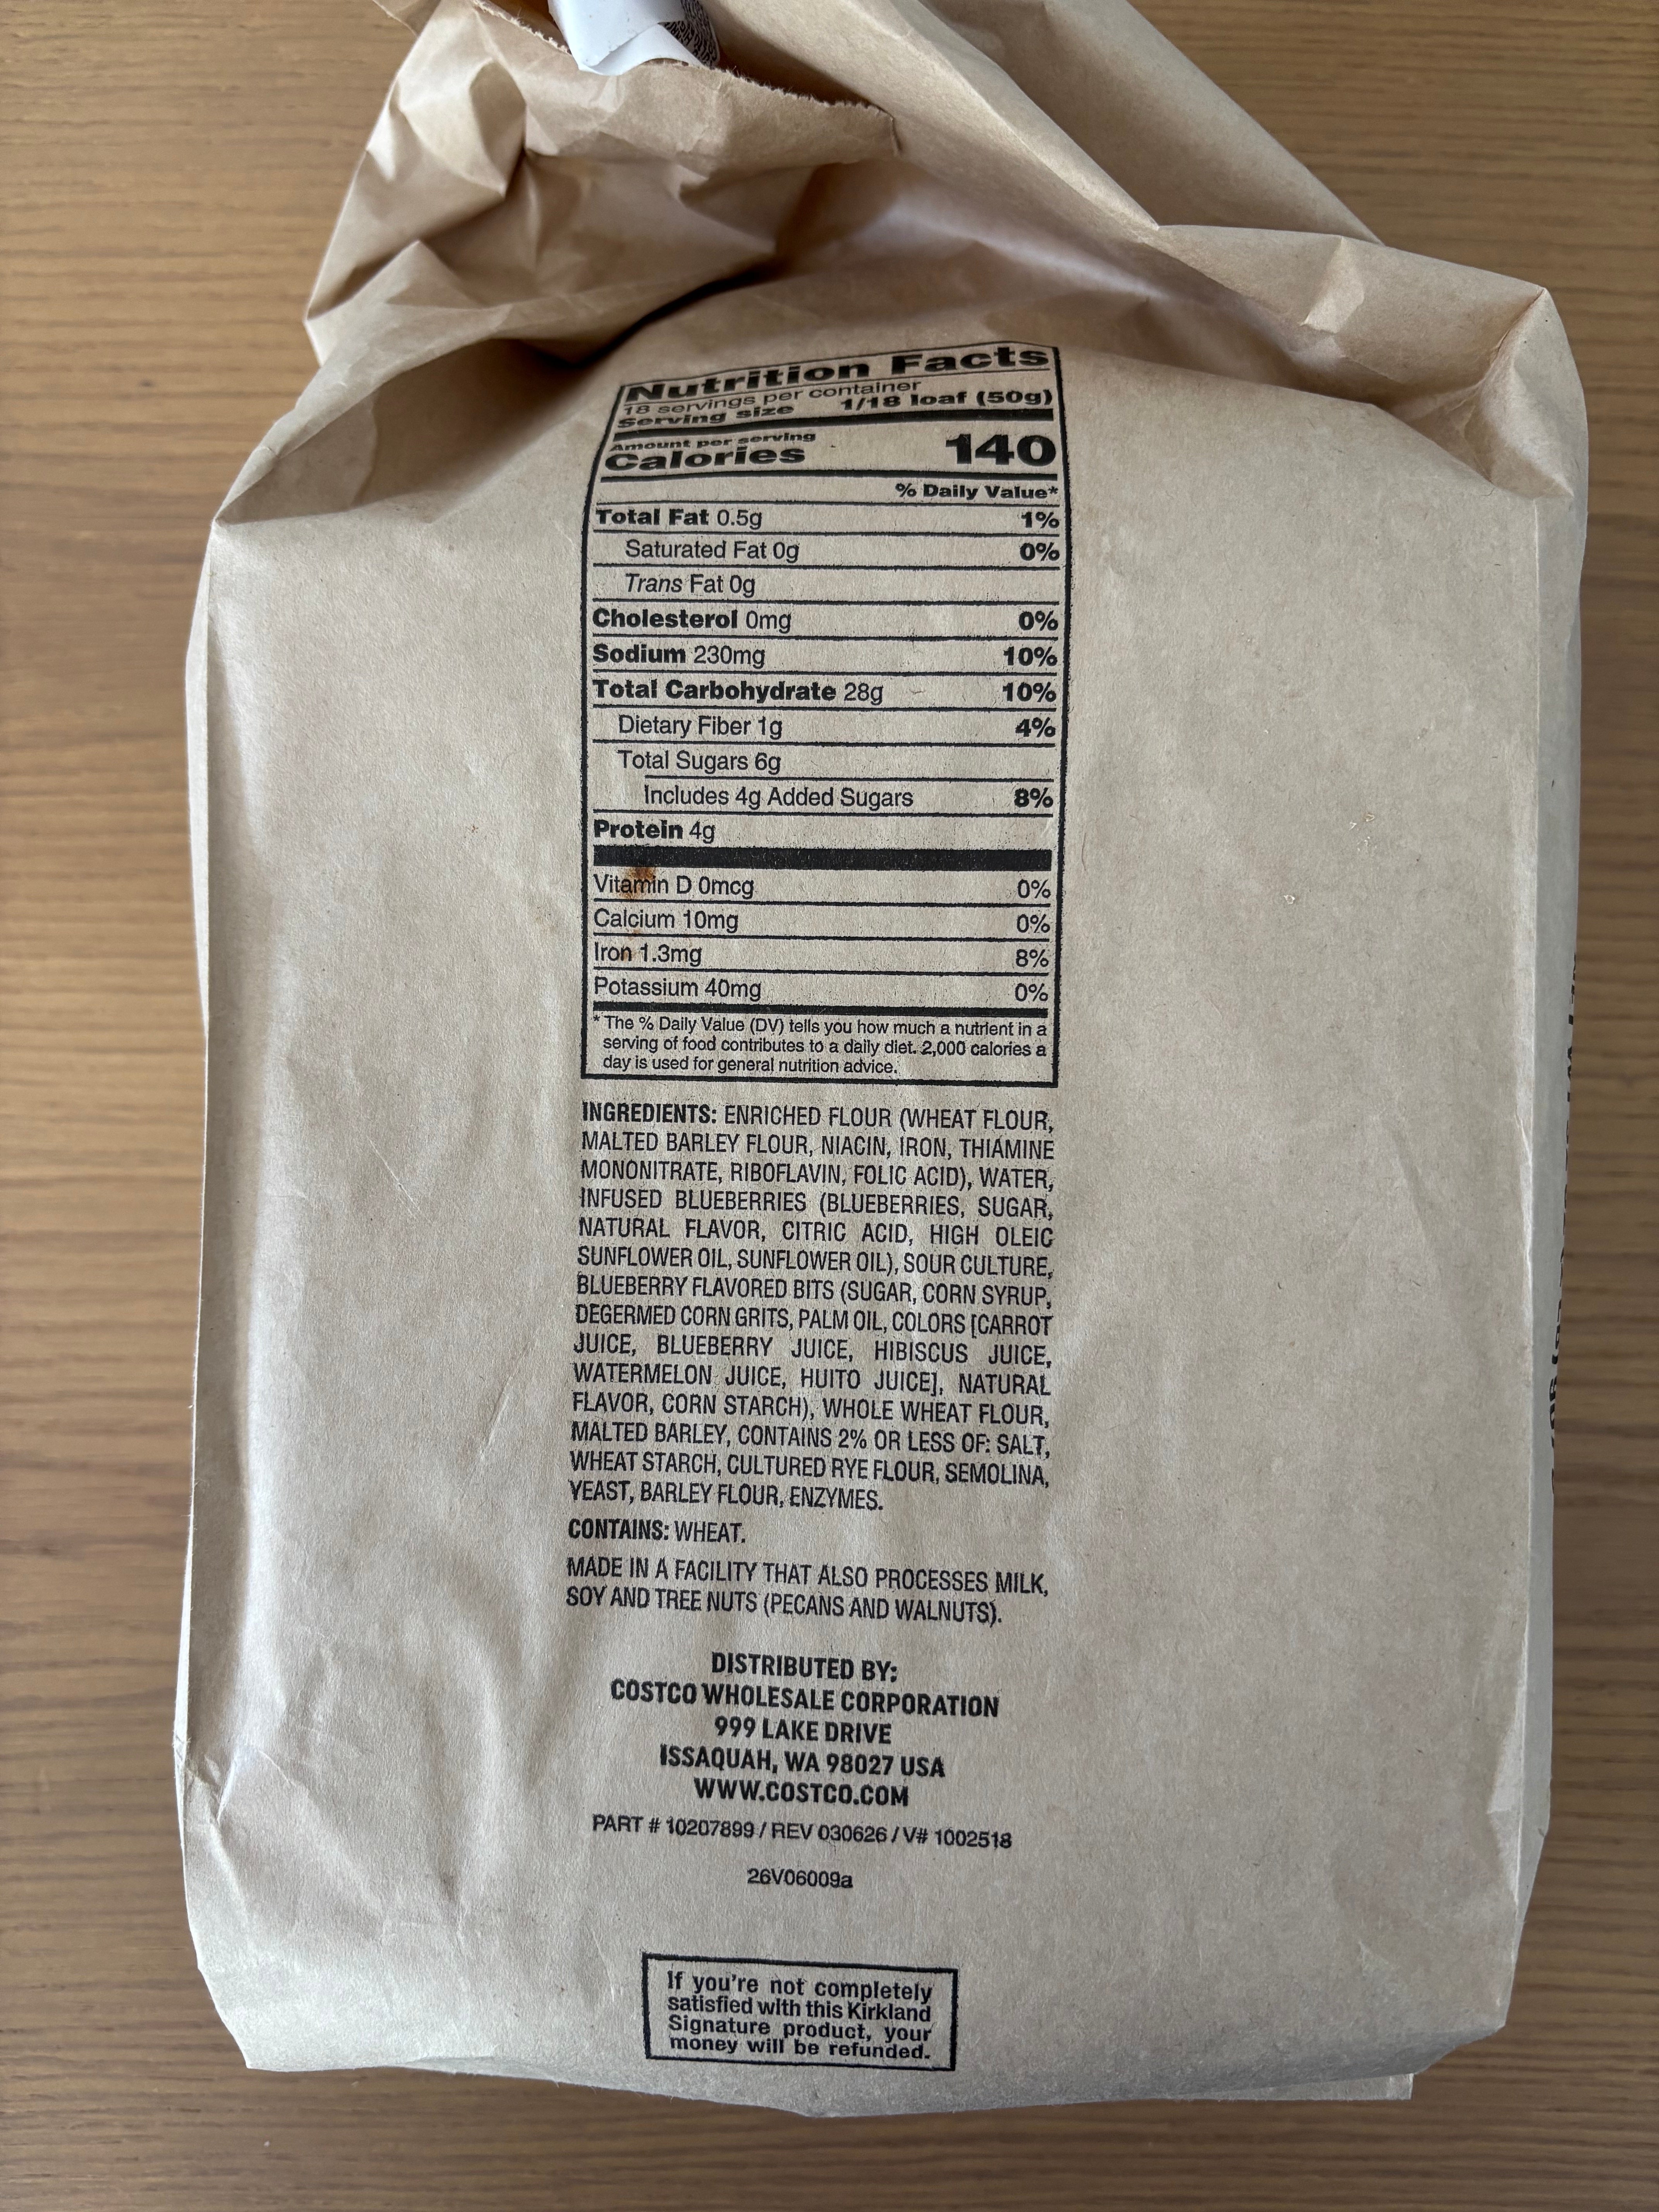 Nutrition Facts
18 servings per container
Serving size 1/18 loaf (50g)
Amount per serving
Calories 140
% Daily Value*
Total Fat 0.5g 1%
Saturated Fat 0g 0%
Trans Fat 0g
Cholesterol 0mg 0%
Sodium 230mg 10%
Total Carbohydrate 28g 10%
Dietary Fiber 1g 4%
Total Sugars 6g
Includes 4g Added Sugars 8%
Protein 4g
Vitamin D 0mcg 0%
Calcium 10mg 0%
Iron 1.3mg 8%
Potassium 40mg 0%
* The % Daily Value (DV) tells you how much a nutrient in a
serving of food contributes to a daily diet. 2,000 calories a
day is used for general nutrition advice.
INGREDIENTS: ENRICHED FLOUR (WHEAT FLOUR,
MALTED BARLEY FLOUR, NIACIN, IRON, THIAMINE
MONONITRATE, RIBOFLAVIN, FOLIC ACID), WATER,
INFUSED BLUEBERRIES (BLUEBERRIES, SUGAR,
NATURAL FLAVOR, CITRIC ACID, HIGH OLEIC
SUNFLOWER OIL, SUNFLOWER OIL), SOUR CULTURE,
BLUEBERRY FLAVORED BITS (SUGAR, CORN SYRUP,
DEGERMED CORN GRITS, PALM OIL, COLORS [CARROT
JUICE, BLUEBERRY JUICE, HIBISCUS JUICE,
WATERMELON JUICE, HUITO JUICE], NATURAL
FLAVOR, CORN STARCH), WHOLE WHEAT FLOUR,
MALTED BARLEY, CONTAINS 2% OR LESS OF: SALT,
WHEAT STARCH, CULTURED RYE FLOUR, SEMOLINA,
YEAST, BARLEY FLOUR, ENZYMES.
CONTAINS: WHEAT.
MADE IN A FACILITY THAT ALSO PROCESSES MILK,
SOY AND TREE NUTS (PECANS AND WALNUTS).
DISTRIBUTED BY:
COSTCO WHOLESALE CORPORATION
999 LAKE DRIVE
ISSAQUAH, WA 98027 USA
WWW.COSTCO.COM
PART # 10207899 / REV 030626 / V# 1002518
26V06009a
If you're not completely
satisfied with this Kirkland
Signature product, your
money will be refunded.